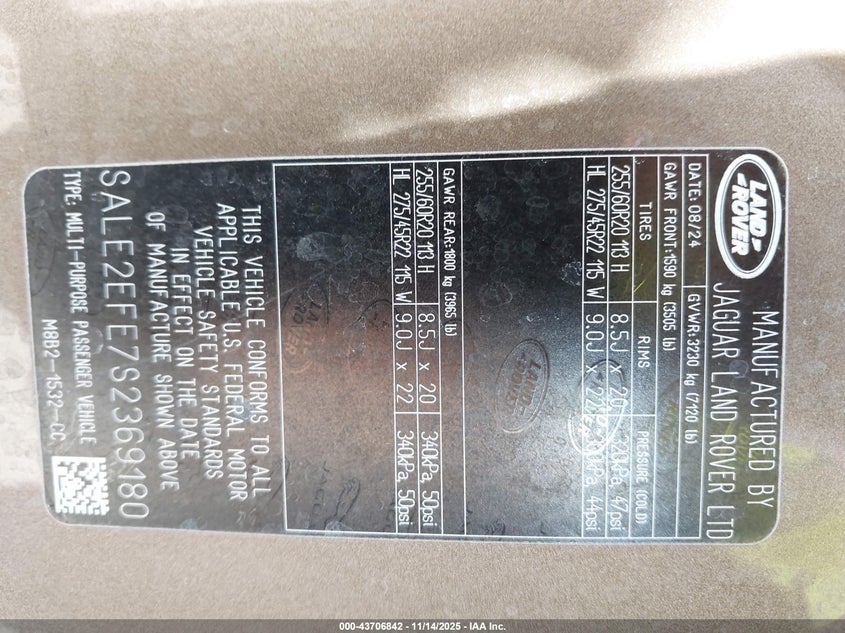 LAND
ROVER
MANUFACTURED BY
JAGUAR LAND ROVER LTD
DATE: 08/24 GVWR:3230 kg (7120 lb)
GAWR FRONT:1590 kg (3505 lb)
TIRES RIMS PRESSURE (COLD)
255/60R20 113 H 8.5J x 20 320kPa, 47psi
HL 275/45R22 115 W 9.0J x 22 44psi
GAWR REAR:1800 kg (3965 lb)
255/60R20 113 H 8.5J x 20 340kPa, 50psi
HL 275/45R22 115 W 9.0J x 22 340kPa, 50psi
THIS VEHICLE CONFORMS TO ALL
APPLICABLE U.S. FEDERAL MOTOR
VEHICLE SAFETY STANDARDS
IN EFFECT ON THE DATE
OF MANUFACTURE SHOWN ABOVE
SALE2EFE7S2369180
TYPE: MULTI-PURPOSE PASSENGER VEHICLE
M8B2-1532-CC,
000-43706842 - 11/14/2025 - IAA Inc.